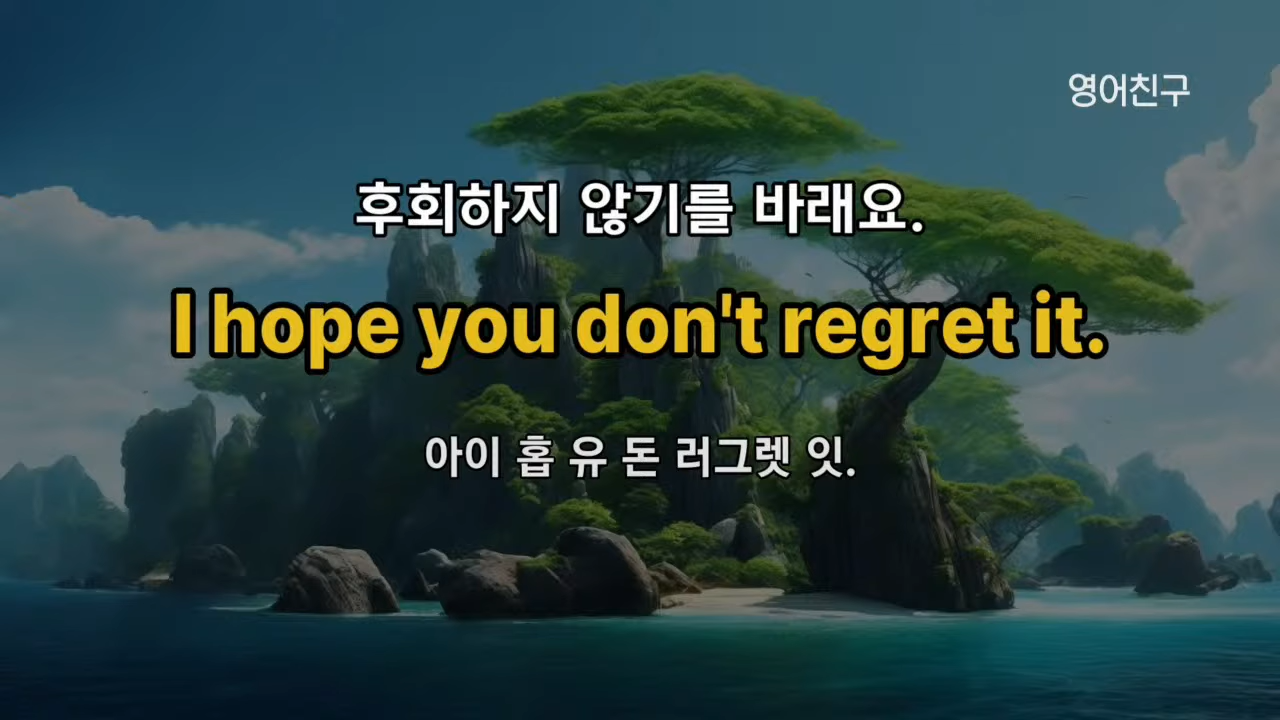 영어친구
후회하지 않기를 바래요.
I hope you don't regret it.
아이 홉 유 돈 러그렛 잇.